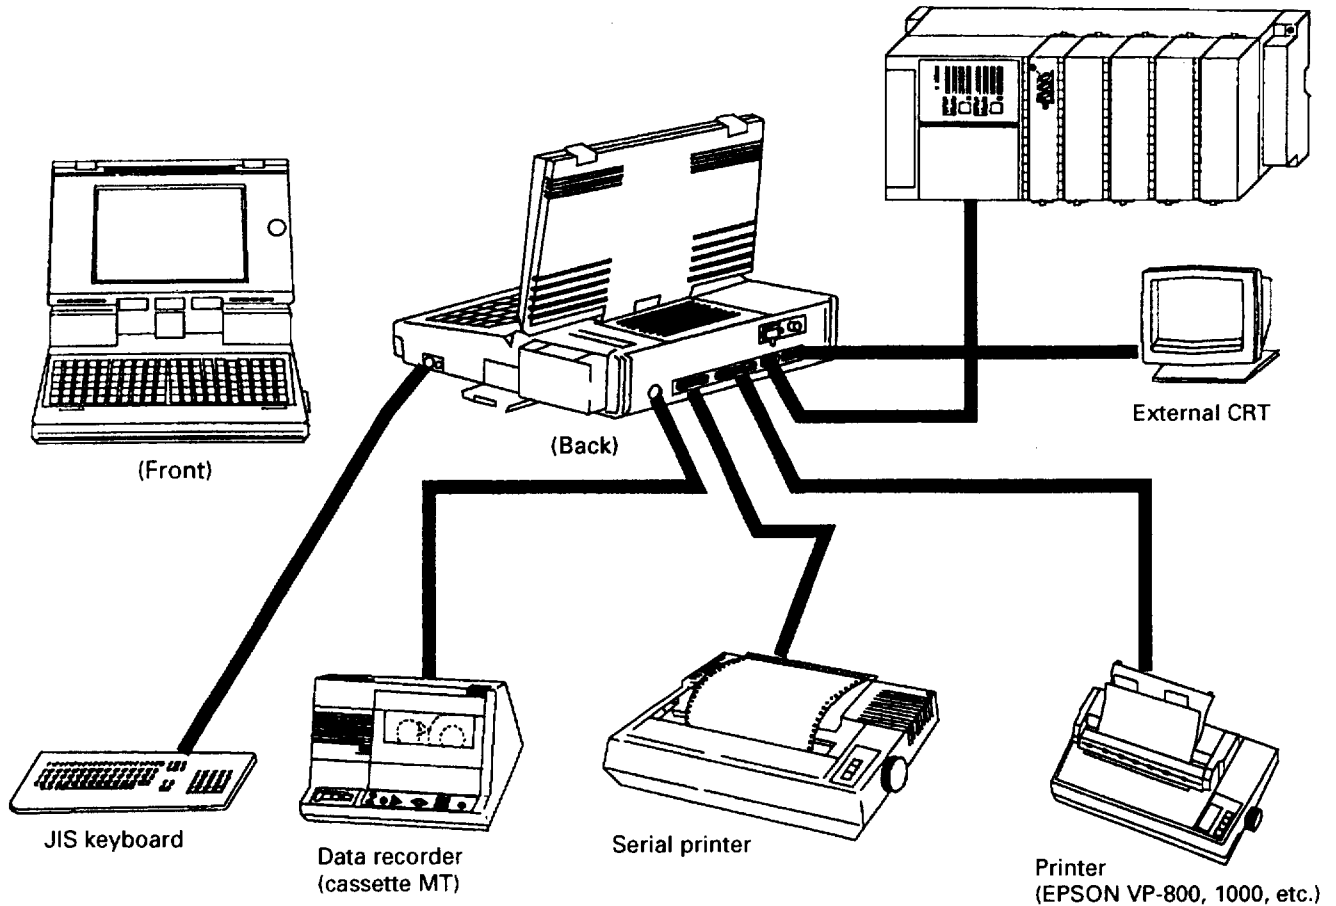 External CRT
(Back)
(Front)
JIS keyboard
Data recorder
(cassette MT)
Serial printer
Printer
(EPSON VP-800, 1000, etc.)